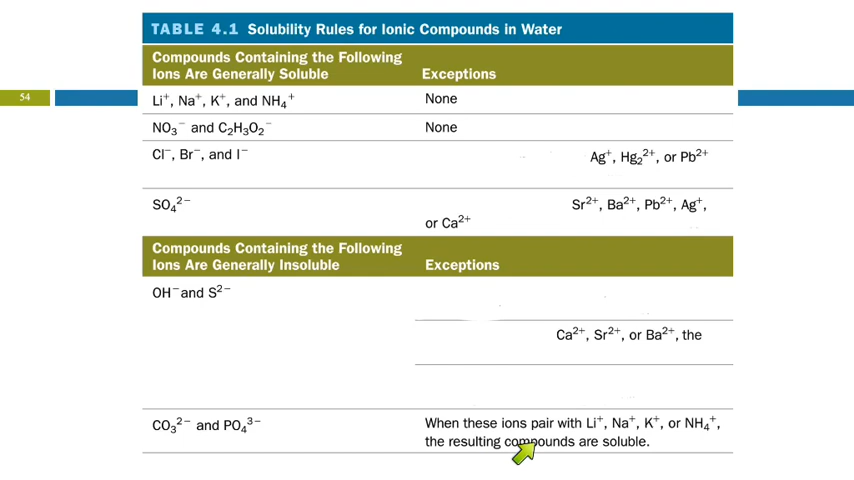 TABLE 4.1 Solubility Rules for Ionic Compounds in Water
Compounds Containing the Following
Ions Are Generally Soluble
Exceptions
54
Li⁺, Na⁺, K⁺, and NH₄⁺
None
NO₃⁻ and C₂H₃O₂⁻
None
Cl⁻, Br⁻, and I⁻
Ag⁺, Hg₂²⁺, or Pb²⁺
SO₄²⁻
Sr²⁺, Ba²⁺, Pb²⁺, Ag⁺,
or Ca²⁺
Compounds Containing the Following
Ions Are Generally Insoluble
Exceptions
OH⁻and S²⁻
Ca²⁺, Sr²⁺, or Ba²⁺, the
CO₃²⁻ and PO₄³⁻
When these ions pair with Li⁺, Na⁺, K⁺, or NH₄⁺,
the resulting compounds are soluble.